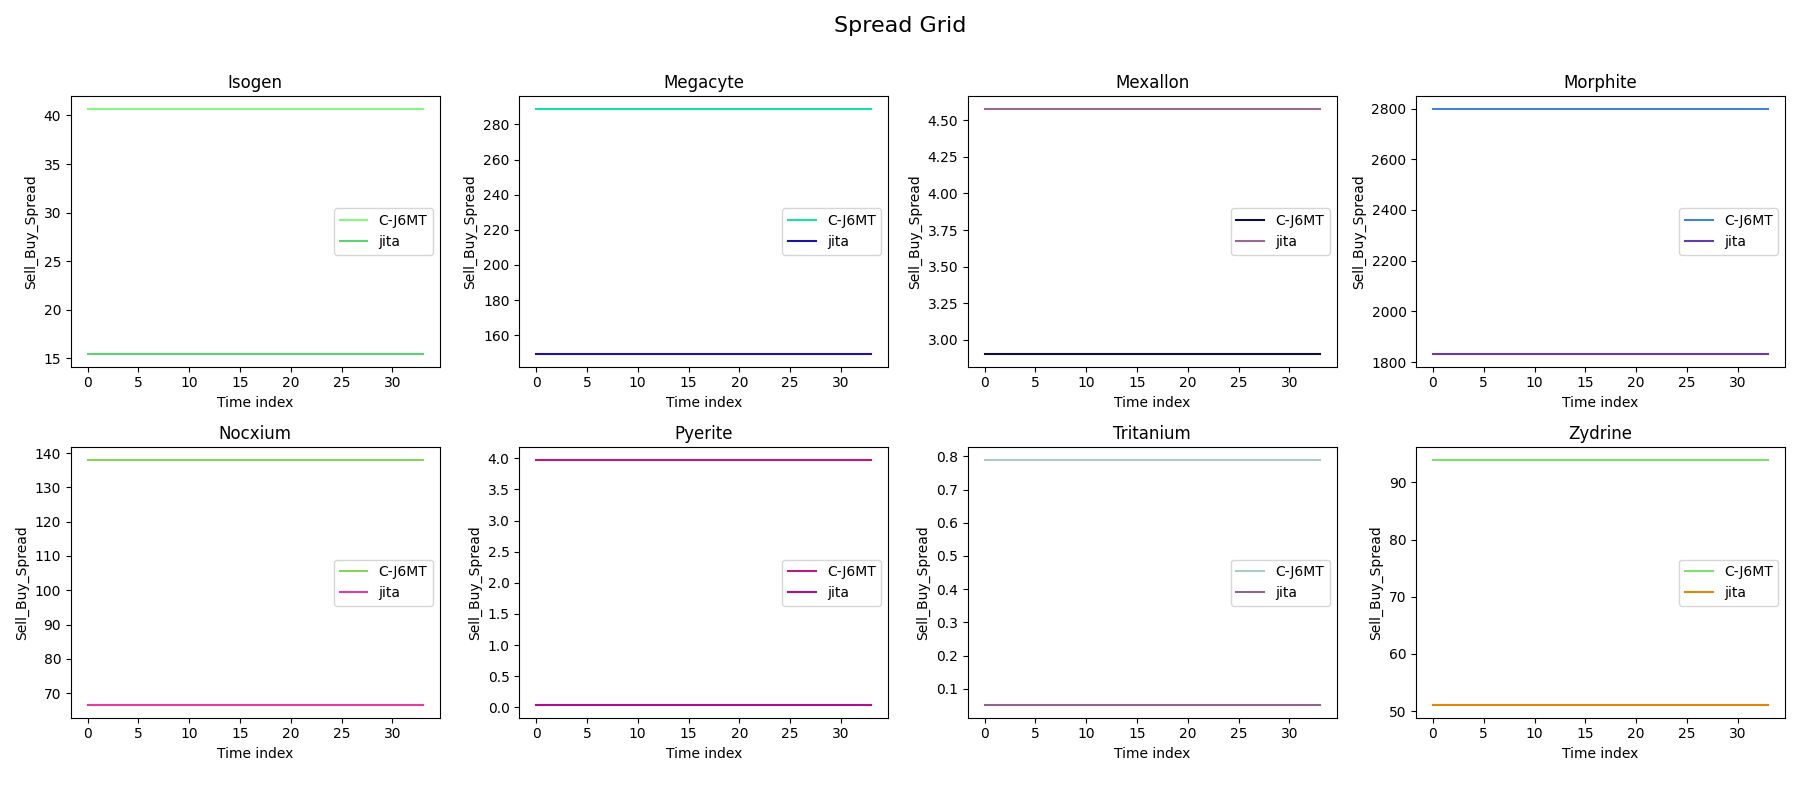 Spread Grid
Isogen
Sell_Buy_Spread
40
35
30
25
20
15
C-J6MT
jita
0 5 10 15 20 25 30
Time index
Megacyte
Sell_Buy_Spread
280
260
240
220
200
180
160
C-J6MT
jita
0 5 10 15 20 25 30
Time index
Mexallon
Sell_Buy_Spread
4.50
4.25
4.00
3.75
3.50
3.25
3.00
C-J6MT
jita
0 5 10 15 20 25 30
Time index
Morphite
Sell_Buy_Spread
2800
2600
2400
2200
2000
1800
C-J6MT
jita
0 5 10 15 20 25 30
Time index
Nocxium
Sell_Buy_Spread
140
130
120
110
100
90
80
70
C-J6MT
jita
0 5 10 15 20 25 30
Time index
Pyerite
Sell_Buy_Spread
4.0
3.5
3.0
2.5
2.0
1.5
1.0
0.5
0.0
C-J6MT
jita
0 5 10 15 20 25 30
Time index
Tritanium
Sell_Buy_Spread
0.8
0.7
0.6
0.5
0.4
0.3
0.2
0.1
C-J6MT
jita
0 5 10 15 20 25 30
Time index
Zydrine
Sell_Buy_Spread
90
80
70
60
50
C-J6MT
jita
0 5 10 15 20 25 30
Time index